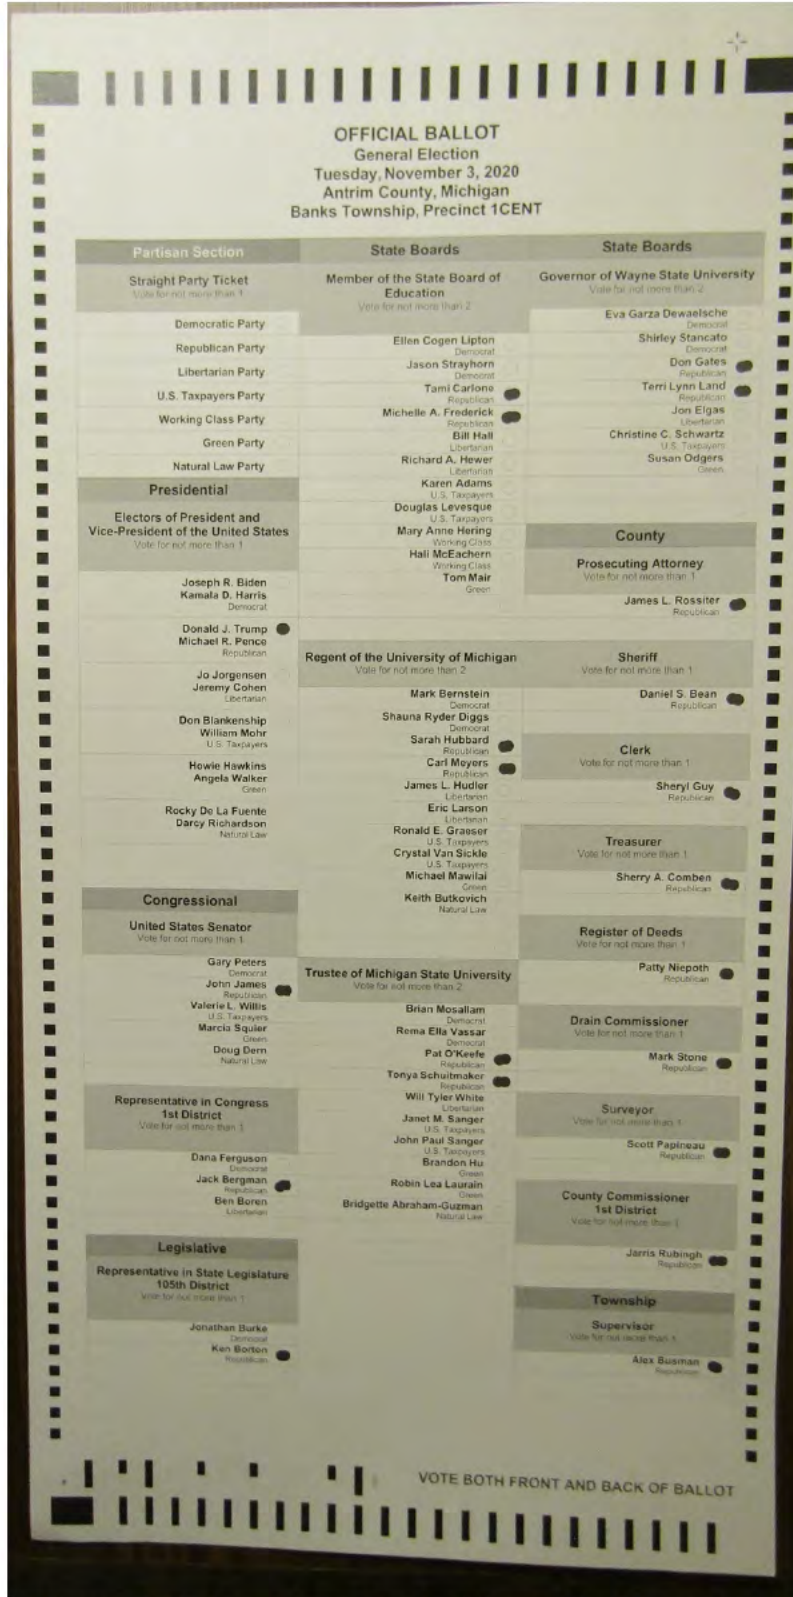 OFFICIAL BALLOT
General Election
Tuesday, November 3, 2020
Antrim County, Michigan
Banks Township, Precinct 1CENT
Partisan Section
Straight Party Ticket
Vote for not more than 1
Democratic Party
Republican Party
Libertarian Party
U.S. Taxpayers Party
Working Class Party
Green Party
Natural Law Party
Presidential
Electors of President and
Vice-President of the United States
Vote for not more than 1
Joseph R. Biden
Kamala D. Harris
Democrat
Donald J. Trump
Michael R. Pence
Republican
Jo Jorgensen
Jeremy Cohen
Libertarian
Don Blankenship
William Mohr
U.S. Taxpayers
Howie Hawkins
Angela Walker
Green
Rocky De La Fuente
Darcy Richardson
Natural Law
Congressional
United States Senator
Vote for not more than 1
Gary Peters
Democrat
John James
Republican
Valerie L. Willis
U.S. Taxpayers
Marcia Squier
Green
Doug Dern
Natural Law
Representative in Congress
1st District
Vote for not more than 1
Dana Ferguson
Democrat
Jack Bergman
Republican
Ben Boren
Libertarian
Legislative
Representative in State Legislature
105th District
Vote for not more than 1
Jonathan Burke
Democrat
Ken Borton
Republican
State Boards
Member of the State Board of
Education
Vote for not more than 2
Ellen Cogen Lipton
Democrat
Jason Strayhorn
Democrat
Tami Carlone
Republican
Michelle A. Frederick
Republican
Bill Hall
Libertarian
Richard A. Hewer
Libertarian
Karen Adams
U.S. Taxpayers
Douglas Levesque
U.S. Taxpayers
Mary Anne Hering
Working Class
Hali McEachern
Working Class
Tom Mair
Green
Regent of the University of Michigan
Vote for not more than 2
Mark Bernstein
Democrat
Shauna Ryder Diggs
Democrat
Sarah Hubbard
Republican
Carl Meyers
Republican
James L. Hudler
Libertarian
Eric Larson
Libertarian
Ronald E. Graeser
U.S. Taxpayers
Crystal Van Sickle
U.S. Taxpayers
Michael Mawilai
Green
Keith Butkovich
Natural Law
Trustee of Michigan State University
Vote for not more than 2
Brian Mosallam
Democrat
Rema Ella Vassar
Democrat
Pat O'Keefe
Republican
Tonya Schuitmaker
Republican
Will Tyler White
Libertarian
Janet M. Sanger
U.S. Taxpayers
John Paul Sanger
U.S. Taxpayers
Brandon Hu
Green
Robin Lea Laurain
Green
Bridgette Abraham-Guzman
Natural Law
State Boards
Governor of Wayne State University
Vote for not more than 2
Eva Garza Dewaelsche
Democrat
Shirley Stancato
Democrat
Don Gates
Republican
Terri Lynn Land
Republican
Jon Elgas
Libertarian
Christine C. Schwartz
U.S. Taxpayers
Susan Odgers
Green
County
Prosecuting Attorney
Vote for not more than 1
James L. Rossiter
Republican
Sheriff
Vote for not more than 1
Daniel S. Bean
Republican
Clerk
Vote for not more than 1
Sheryl Guy
Republican
Treasurer
Vote for not more than 1
Sherry A. Comben
Republican
Register of Deeds
Vote for not more than 1
Patty Niepoth
Republican
Drain Commissioner
Vote for not more than 1
Mark Stone
Republican
Surveyor
Vote for not more than 1
Scott Papineau
Republican
County Commissioner
1st District
Vote for not more than 1
Jarris Rubingh
Republican
Township
Supervisor
Vote for not more than 1
Alex Busman
Republican
VOTE BOTH FRONT AND BACK OF BALLOT